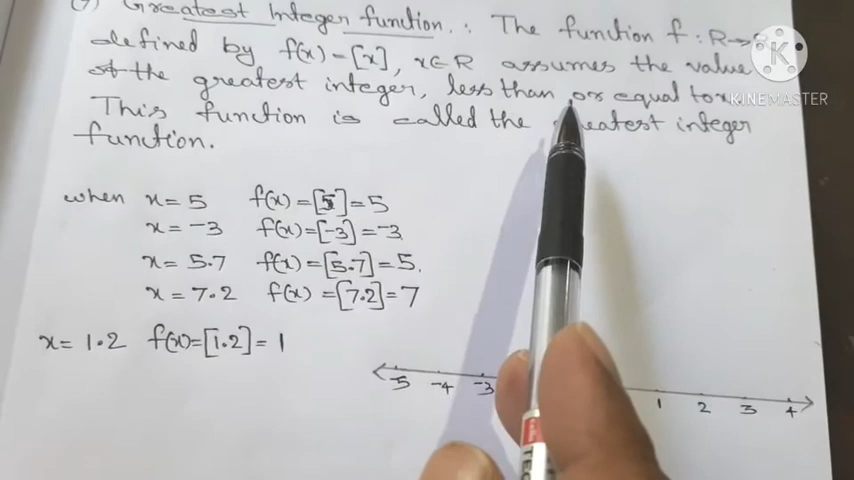 Greatest Integer function. : The function f: R→
defined by f(x) = [x], x∈R assumes the value
of the greatest integer, less than or equal to x
This function is called the greatest integer
function.
when x = 5 f(x) = [5] = 5
x = -3 f(x) = [-3] = -3
x = 5.7 f(x) = [5.7] = 5.
x = 7.2 f(x) = [7.2] = 7
x = 1.2 f(x) = [1.2] = 1
-5 -4 -3 1 2 3 4
K
KINEMASTER
TEC